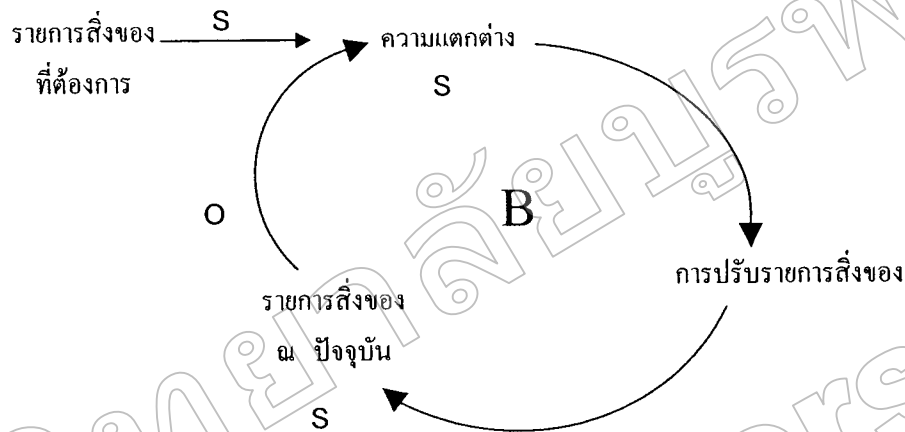 รายการสิ่งของ S ความแตกต่าง
ที่ต้องการ S
O B
การปรับรายการสิ่งของ
รายการสิ่งของ
ณ ปัจจุบัน
S